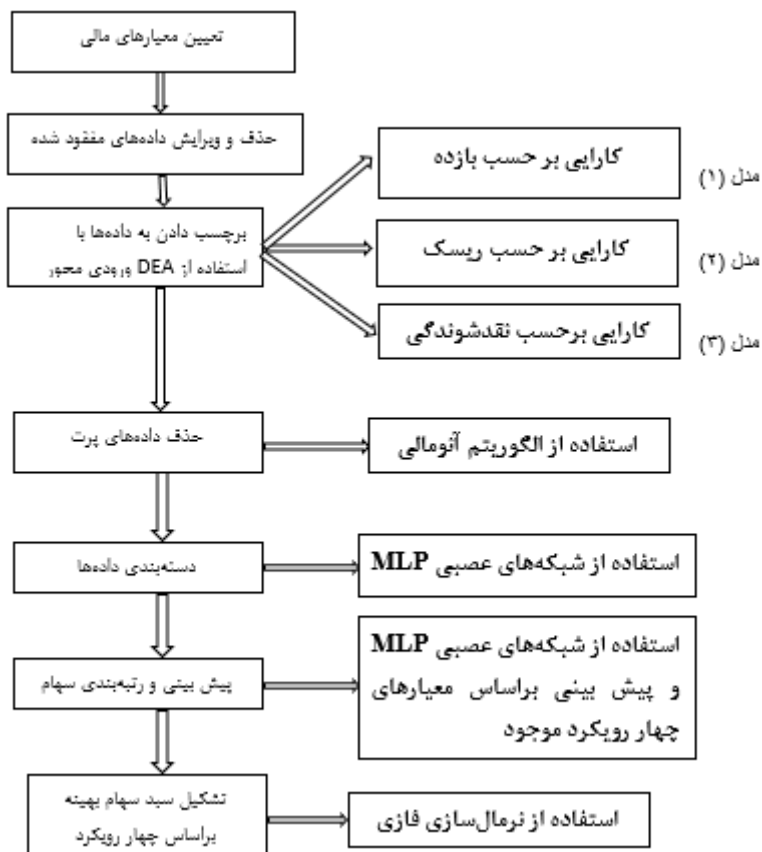 تعیین معیارهای مالی
حذف و ویرایش داده‌های مفقود شده
برچسب دادن به داده‌ها با
استفاده از DEA ورودی محور
کارایی بر حسب بازده
مدل (۱)
کارایی بر حسب ریسک
مدل (۲)
کارایی برحسب نقدشوندگی
مدل (۳)
حذف داده‌های پرت
استفاده از الگوریتم آنومالی
دسته‌بندی داده‌ها
استفاده از شبکه‌های عصبی MLP
پیش بینی و رتبه‌بندی سهام
استفاده از شبکه‌های عصبی MLP
و پیش بینی براساس معیارهای
چهار رویکرد موجود
تشکیل سبد سهام بهینه
براساس چهار رویکرد
استفاده از نرمال‌سازی فازی